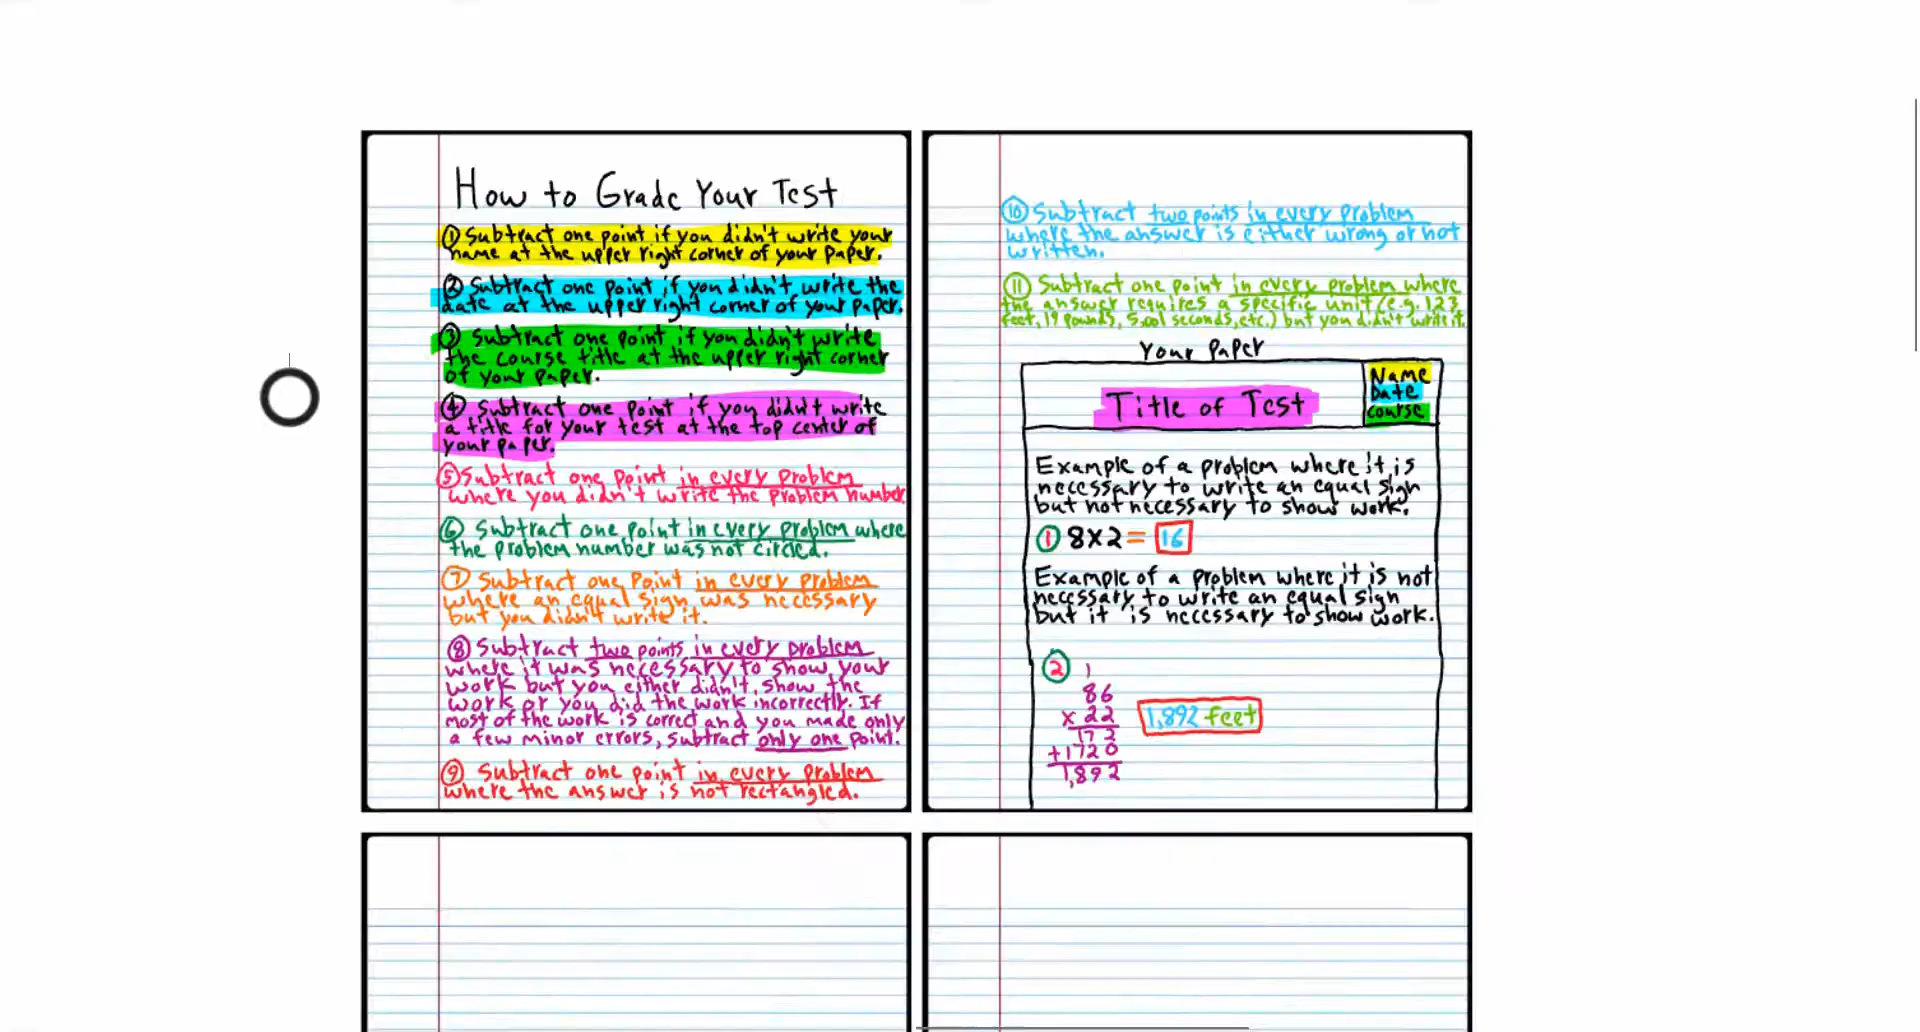 How to Grade Your Test
① Subtract one point if you didn't write your
name at the upper right corner of your paper.
② Subtract one point if you didn't write the
date at the upper right corner of your paper.
③ Subtract one point if you didn't write
the course title at the upper right corner
of your paper.
④ Subtract one point if you didn't write
a title for your test at the top center of
your paper.
⑤ Subtract one point in every problem
where you didn't write the problem number.
⑥ Subtract one point in every problem where
the problem number was not circled.
⑦ Subtract one point in every problem
where an equal sign was necessary
but you didn't write it.
⑧ Subtract two points in every problem
where it was necessary to show your
work but you either didn't show the
work or you did the work incorrectly. If
most of the work is correct and you made only
a few minor errors, subtract only one point.
⑨ Subtract one point in every problem
where the answer is not rectangled.
⑩ Subtract two points in every problem
where the answer is either wrong or not
written.
⑪ Subtract one point in every problem where
the answer requires a specific unit (e.g. 123
feet, 19 pounds, 5,001 seconds, etc.) but you didn't write it.
Your Paper
Name
Date
Course
Title of Test
Example of a problem where it is
necessary to write an equal sign
but not necessary to show work.
① 8x2 = 16
Example of a problem where it is not
necessary to write an equal sign
but it is necessary to show work.
② 1
86
x 22
172
+1720
1,892
1,892 feet